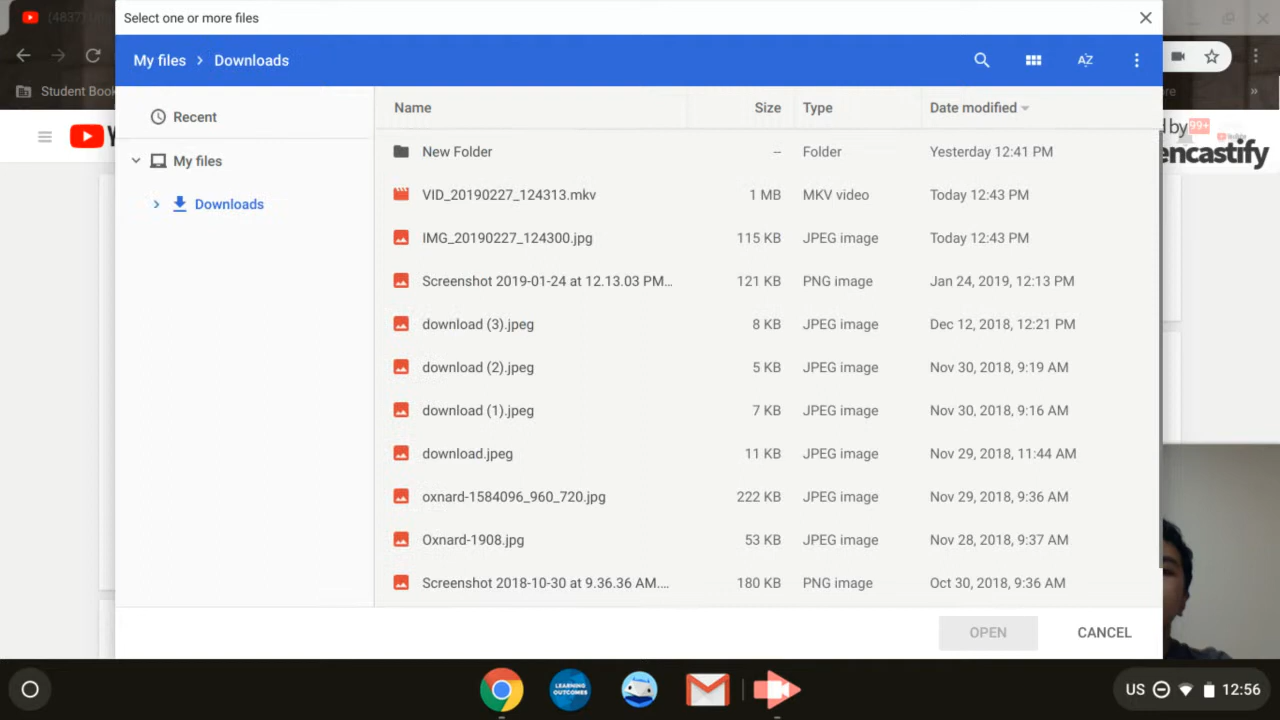 (4837)
Select one or more files
My files > Downloads
AZ
Student Boo
Recent
My files
Downloads
Name Size Type Date modified
New Folder -- Folder Yesterday 12:41 PM
VID_20190227_124313.mkv 1 MB MKV video Today 12:43 PM
IMG_20190227_124300.jpg 115 KB JPEG image Today 12:43 PM
Screenshot 2019-01-24 at 12.13.03 PM... 121 KB PNG image Jan 24, 2019, 12:13 PM
download (3).jpeg 8 KB JPEG image Dec 12, 2018, 12:21 PM
download (2).jpeg 5 KB JPEG image Nov 30, 2018, 9:19 AM
download (1).jpeg 7 KB JPEG image Nov 30, 2018, 9:16 AM
download.jpeg 11 KB JPEG image Nov 29, 2018, 11:44 AM
oxnard-1584096_960_720.jpg 222 KB JPEG image Nov 29, 2018, 9:36 AM
Oxnard-1908.jpg 53 KB JPEG image Nov 28, 2018, 9:37 AM
Screenshot 2018-10-30 at 9.36.36 AM.... 180 KB PNG image Oct 30, 2018, 9:36 AM
d by
99+
encastify
OPEN CANCEL
LEARNING
OUTCOMES
US 12:56